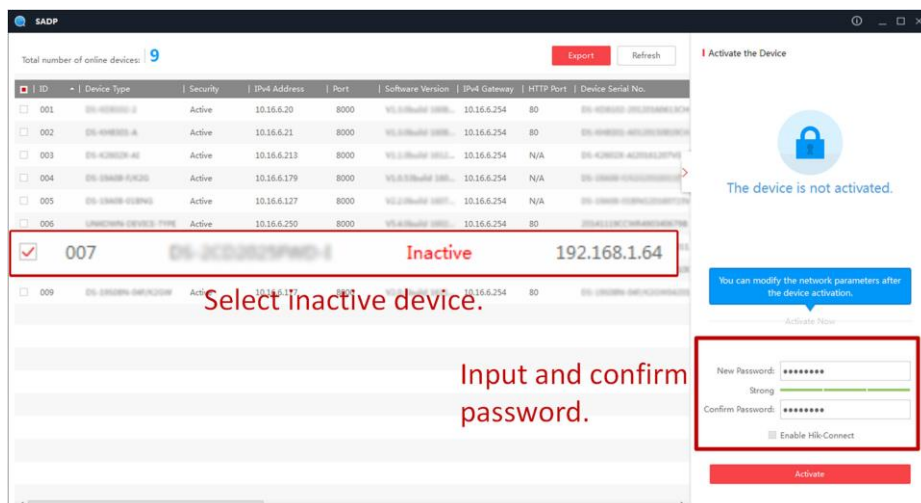 SADP
Total number of online devices: 9
Export
Refresh
ID | Device Type | Security | IPv4 Address | Port | Software Version | IPv4 Gateway | HTTP Port | Device Serial No.
001 Active 10.16.6.20 8000 10.16.6.254 80
002 Active 10.16.6.21 8000 10.16.6.254 80
003 Active 10.16.6.213 8000 10.16.6.254 N/A
004 Active 10.16.6.179 8000 10.16.6.254 N/A
005 Active 10.16.6.127 8000 10.16.6.254 N/A
006 UNKOWN-DEVICE-TYPE Active 10.16.6.250 8000 10.16.6.254 80
007 DS-2CD2025FWD-I Inactive 192.168.1.64
009 8000 10.16.6.254 80
Select inactive device.
Input and confirm
password.
Activate the Device
The device is not activated.
You can modify the network parameters after
the device activation.
Activate Now
New Password:
Strong
Confirm Password:
Enable Hik-Connect
Activate